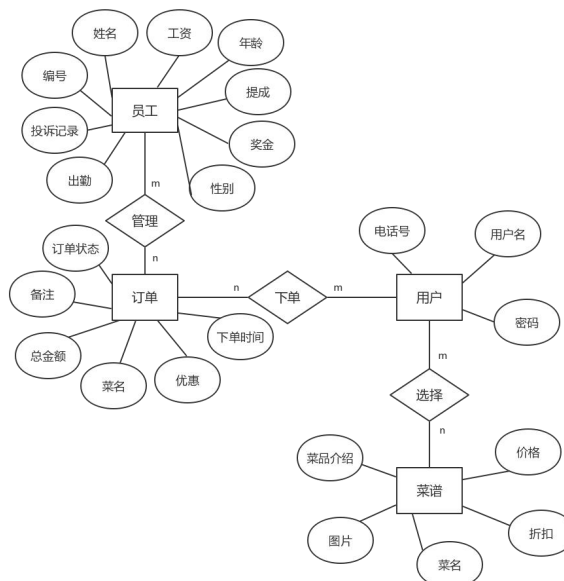 姓名
工资
年龄
编号
提成
员工
投诉记录
奖金
出勤
性别
m
管理
电话号
用户名
订单状态
n
备注
订单
n
下单
m
用户
下单时间
密码
总金额
菜名
优惠
m
选择
n
菜品介绍
价格
菜谱
图片
折扣
菜名